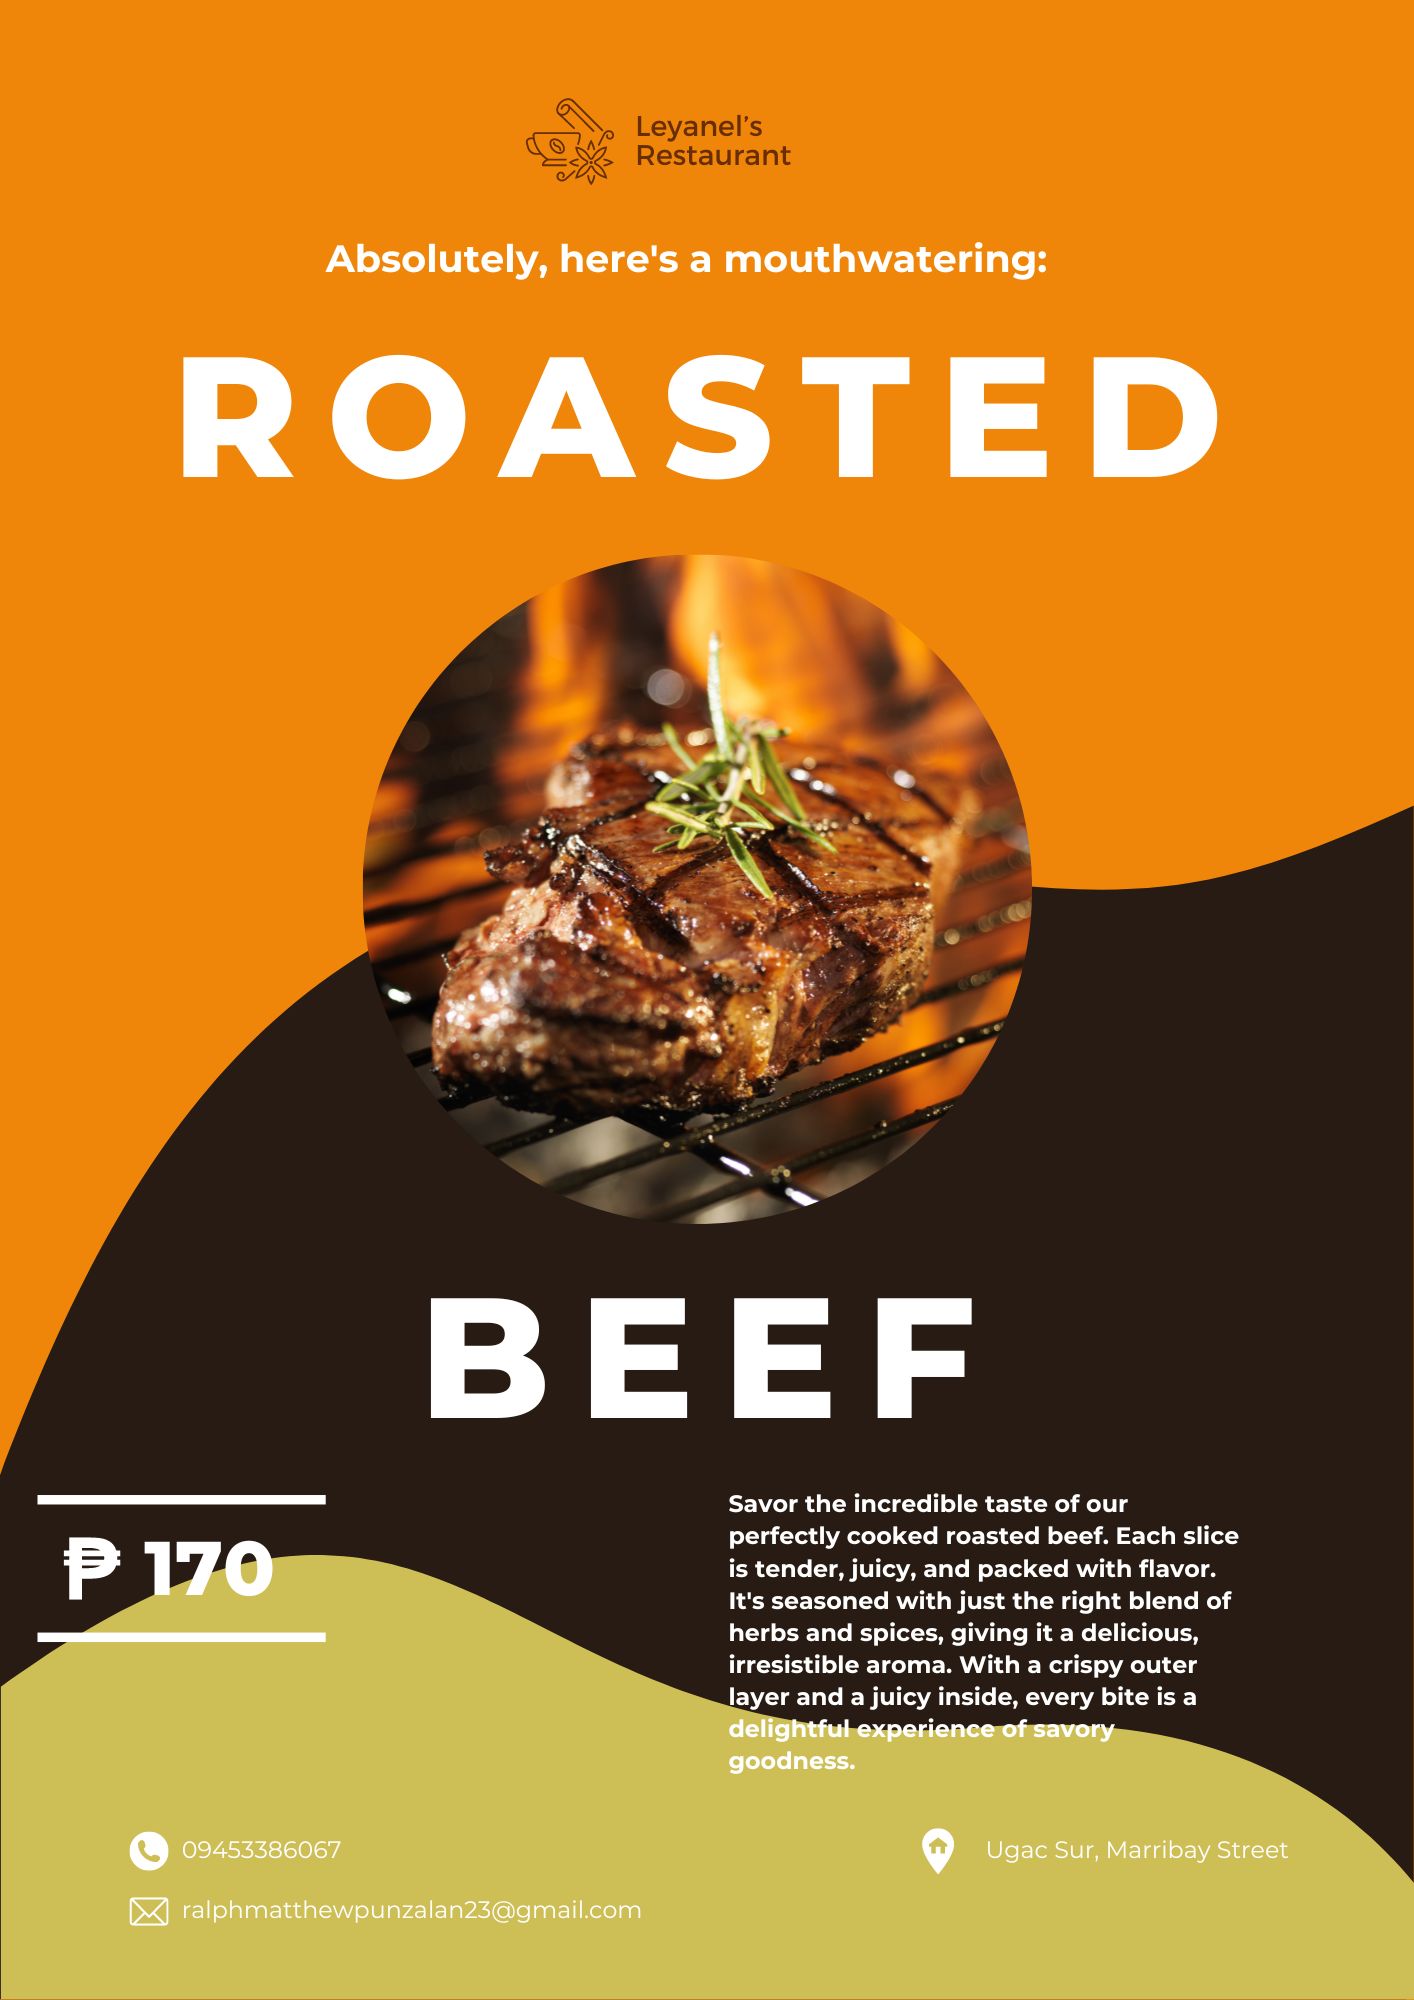 Leyanel’s
Restaurant
Absolutely, here's a mouthwatering:
ROASTED
BEEF
₱ 170
Savor the incredible taste of our
perfectly cooked roasted beef. Each slice
is tender, juicy, and packed with flavor.
It's seasoned with just the right blend of
herbs and spices, giving it a delicious,
irresistible aroma. With a crispy outer
layer and a juicy inside, every bite is a
delightful experience of savory
goodness.
09453386067
Ugac Sur, Marribay Street
ralphmatthewpunzalan23@gmail.com